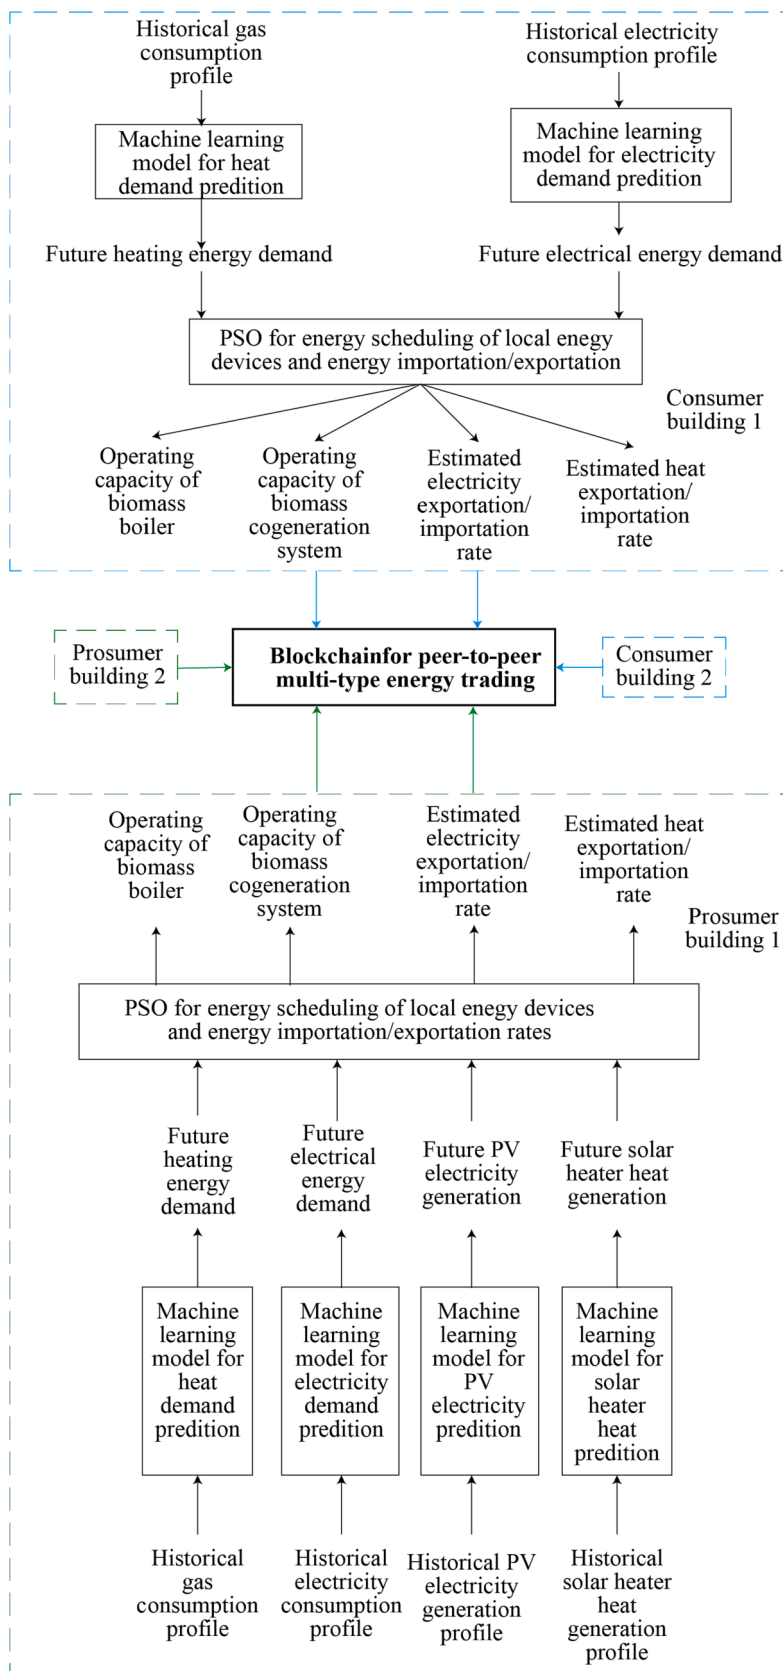 Historical gas
consumption
profile
Historical electricity
consumption profile
Machine learning
model for heat
demand predition
Machine learning
model for electricity
demand predition
Future heating energy demand
Future electrical energy demand
PSO for energy scheduling of local enegy
devices and energy importation/exportation
Consumer
building 1
Operating
capacity of
biomass
boiler
Operating
capacity of
biomass
cogeneration
system
Estimated
electricity
exportation/
importation
rate
Estimated heat
exportation/
importation
rate
Prosumer
building 2
Blockchainfor peer-to-peer
multi-type energy trading
Consumer
building 2
Operating
capacity of
biomass
boiler
Operating
capacity of
biomass
cogeneration
system
Estimated
electricity
exportation/
importation
rate
Estimated heat
exportation/
importation
rate
Prosumer
building 1
PSO for energy scheduling of local enegy devices
and energy importation/exportation rates
Future
heating
energy
demand
Future
electrical
energy
demand
Future PV
electricity
generation
Future solar
heater heat
generation
Machine
learning
model for
heat
demand
predition
Machine
learning
model for
electricity
demand
predition
Machine
learning
model for
PV
electricity
predition
Machine
learning
model for
solar
heater
heat
predition
Historical
gas
consumption
profile
Historical
electricity
consumption
profile
Historical PV
electricity
generation
profile
Historical
solar heater
heat
generation
profile